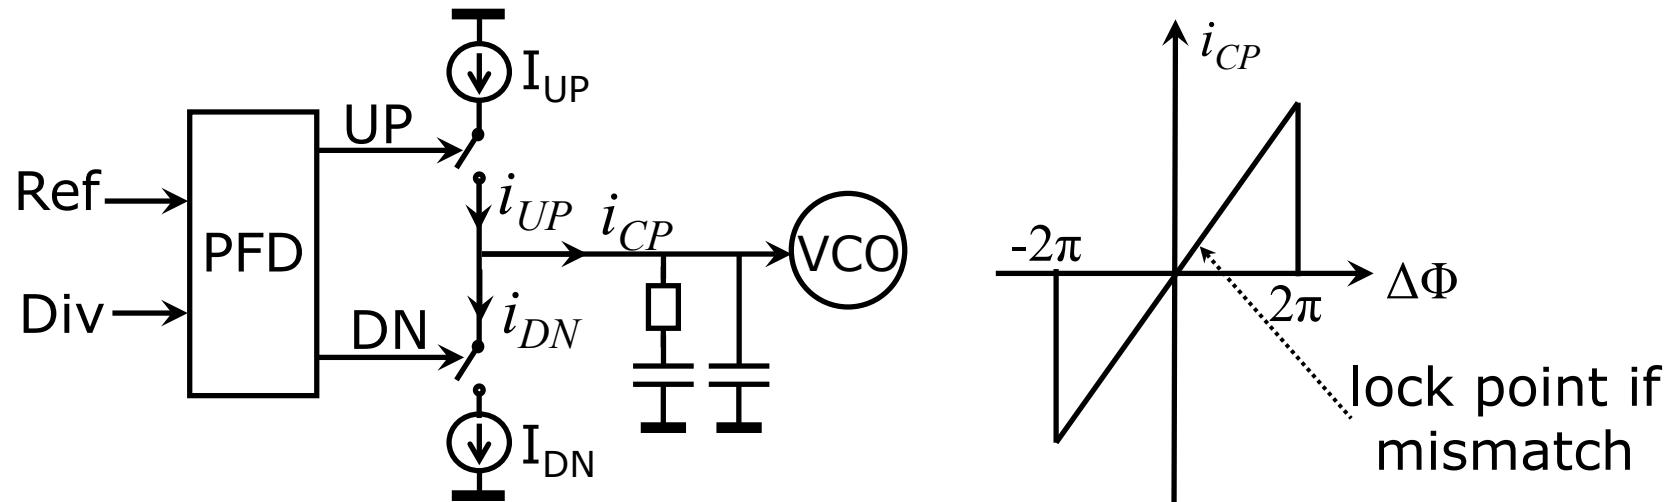 I_UP
UP
Ref
PFD
i_UP
i_CP
VCO
Div
DN
i_DN
I_DN
i_CP
-2π
2π
ΔΦ
lock point if
mismatch